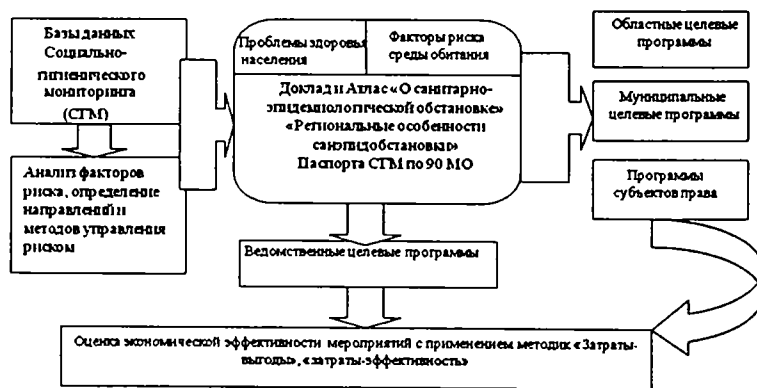 Базы данных
Социально-
гигиенического
мониторинга
(СГМ)
Анализ факторов
риска, определение
направлений и
методов управления
риском
Проблемы здоровья
населения
Факторы риска
среды обитания
Доклад и Атлас «О санитарно-
эпидемиологической обстановке»
«Региональные особенности
санэпидобстановки»
Паспорта СГМ по 90 МО
Ведомственные целевые программы
Областные целевые
программы
Муниципальные
целевые программы
Программы
субъектов права
Оценка экономической эффективности мероприятий с применением методик «Затраты-
выгоды», «затраты-эффективность»